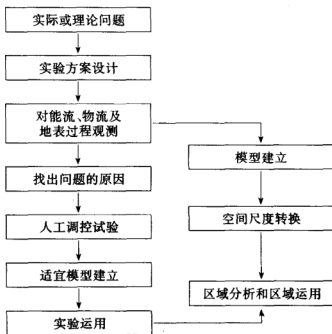 实际或理论问题
实验方案设计
对能流、物流及
地表过程观测
找出问题的原因
人工调控试验
适宜模型建立
实验运用
模型建立
空间尺度转换
区域分析和区域运用